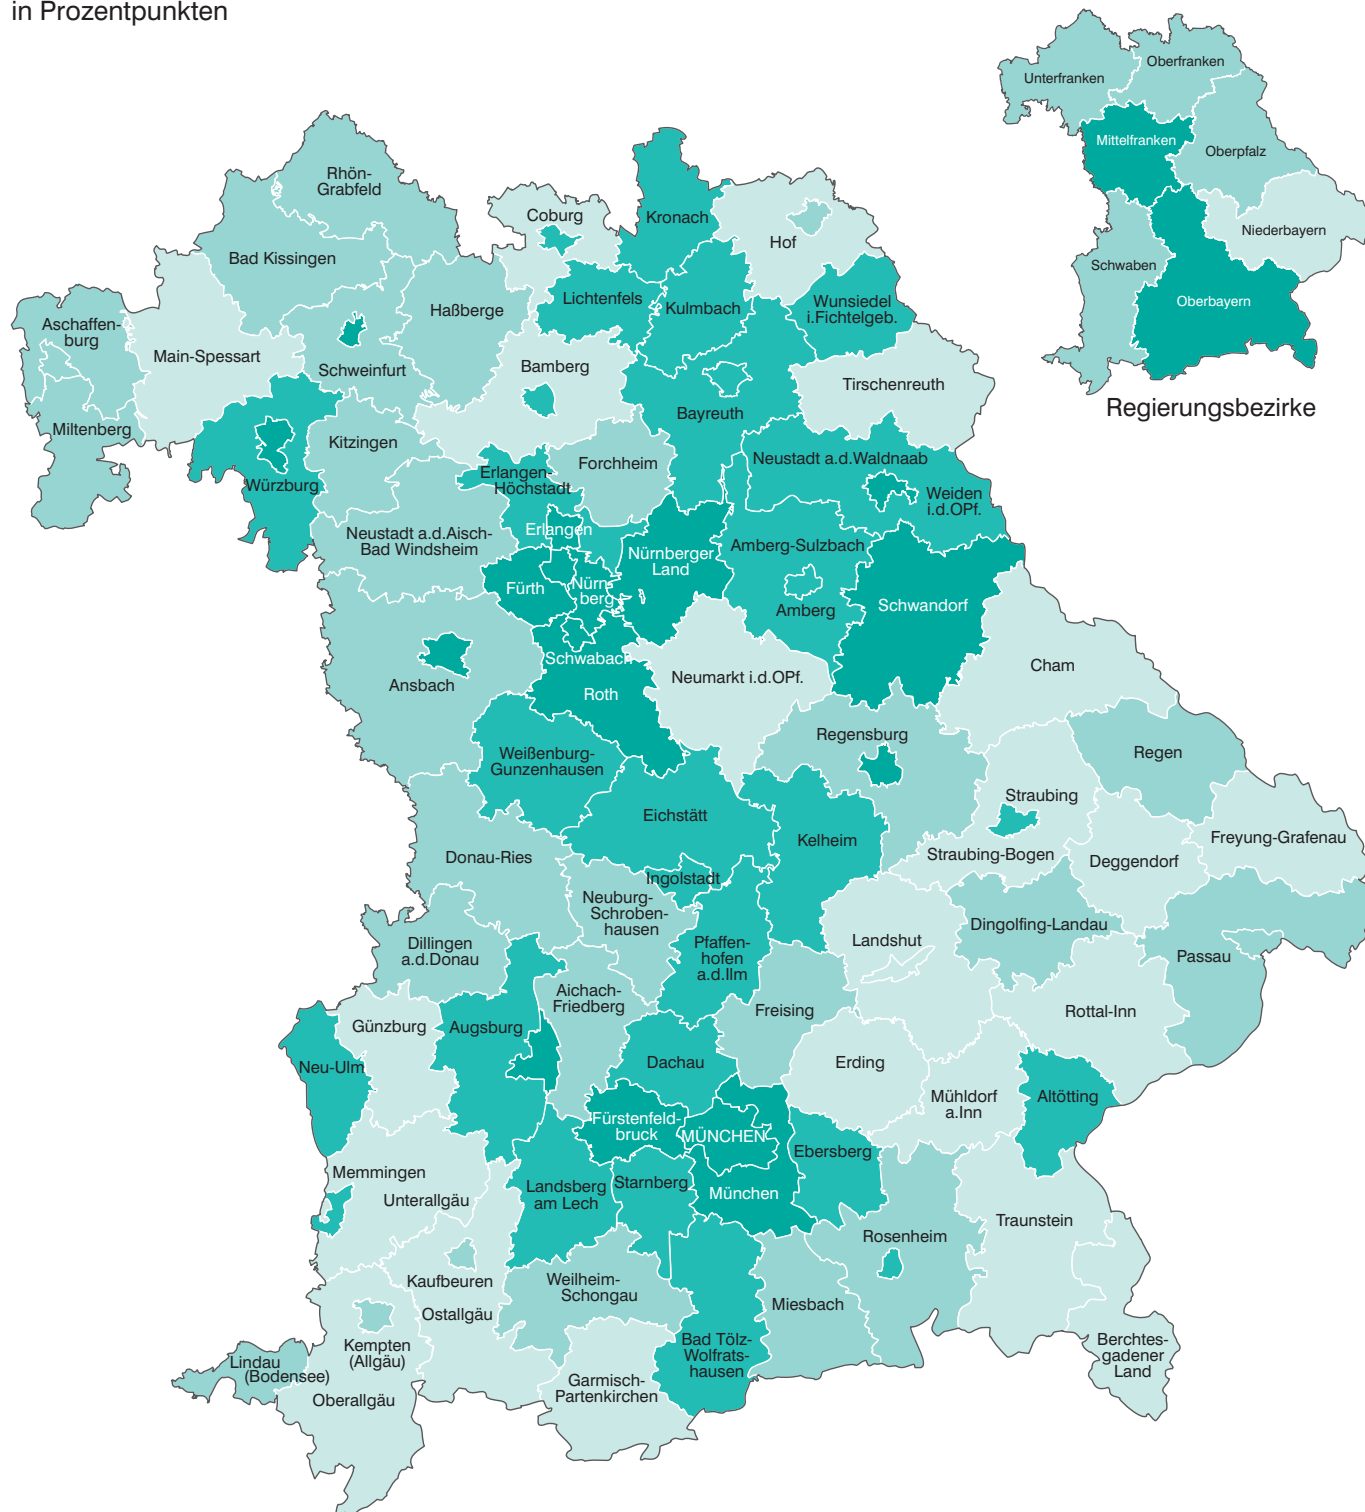 in Prozentpunkten
Unterfranken
Oberfranken
Mittelfranken
Oberpfalz
Niederbayern
Schwaben
Oberbayern
Regierungsbezirke
Rhön-
Grabfeld
Coburg
Kronach
Hof
Bad Kissingen
Lichtenfels
Kulmbach
Wunsiedel
i.Fichtelgeb.
Haßberge
Aschaffen-
burg
Main-Spessart
Schweinfurt
Bamberg
Tirschenreuth
Bayreuth
Miltenberg
Kitzingen
Forchheim
Neustadt a.d.Waldnaab
Würzburg
Erlangen-
Höchstadt
Weiden
i.d.OPf.
Neustadt a.d.Aisch-
Bad Windsheim
Erlangen
Nürnberger
Land
Amberg-Sulzbach
Fürth
Nürn-
berg
Amberg
Schwandorf
Schwabach
Ansbach
Roth
Neumarkt i.d.OPf.
Cham
Regensburg
Weißenburg-
Gunzenhausen
Regen
Straubing
Eichstätt
Kelheim
Freyung-Grafenau
Donau-Ries
Straubing-Bogen
Deggendorf
Ingolstadt
Neuburg-
Schroben-
hausen
Dingolfing-Landau
Dillingen
a.d.Donau
Pfaffen-
hofen
a.d.Ilm
Landshut
Passau
Aichach-
Friedberg
Freising
Rottal-Inn
Günzburg
Augsburg
Neu-Ulm
Dachau
Erding
Mühldorf
a.Inn
Altötting
Fürstenfeld-
bruck
MÜNCHEN
Ebersberg
Memmingen
Unterallgäu
Landsberg
am Lech
Starnberg
München
Traunstein
Rosenheim
Kaufbeuren
Weilheim-
Schongau
Ostallgäu
Miesbach
Kempten
(Allgäu)
Bad Tölz-
Wolfrats-
hausen
Berchtes-
gadener
Land
Lindau
(Bodensee)
Oberallgäu
Garmisch-
Partenkirchen